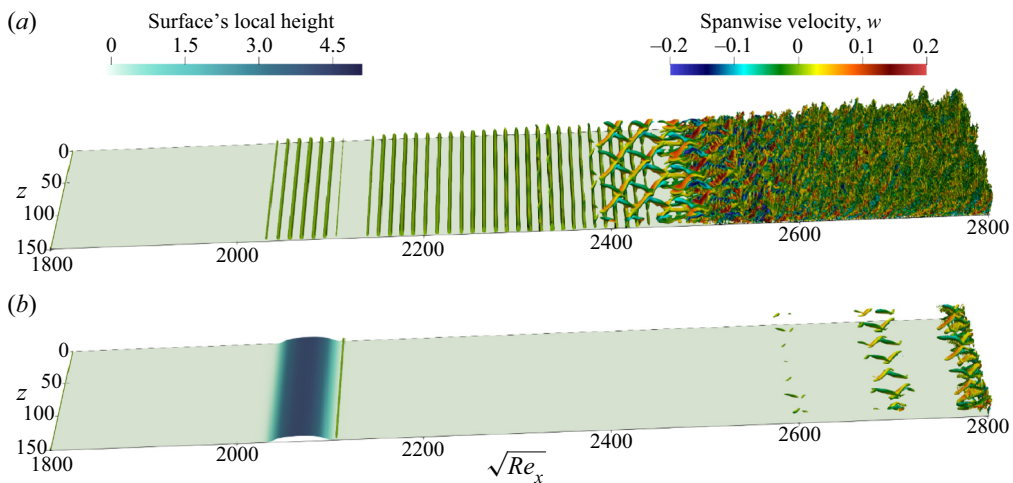 (a)
Surface's local height
0 1.5 3.0 4.5
Spanwise velocity, w
–0.2 –0.1 0 0.1 0.2
0
50
z
100
150
1800 2000 2200 2400 2600 2800
(b)
0
50
z
100
150
1800 2000 2200 2400 2600 2800
√Reₓ